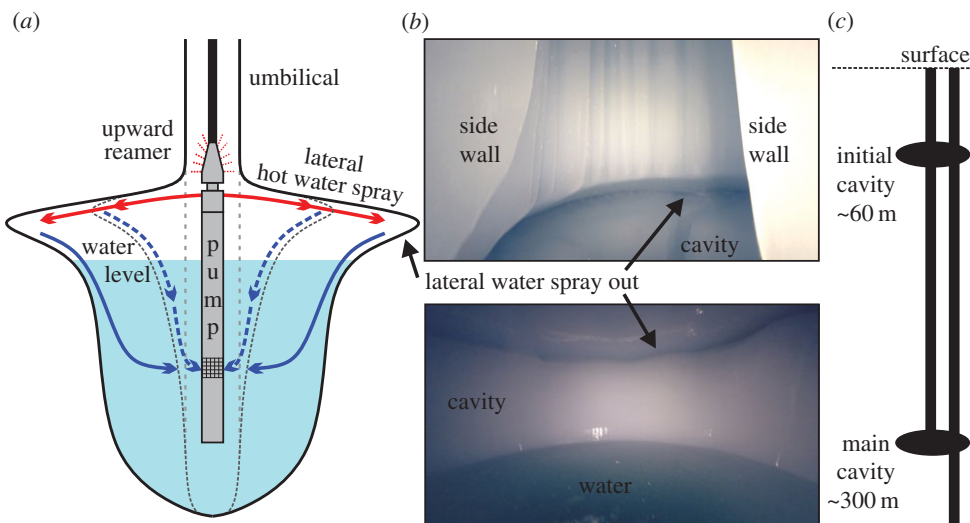 (a)
umbilical
upward
reamer
lateral
hot water spray
water
level
pump
(b)
side
wall
side
wall
cavity
lateral water spray out
cavity
water
(c)
surface
initial
cavity
~60 m
main
cavity
~300 m